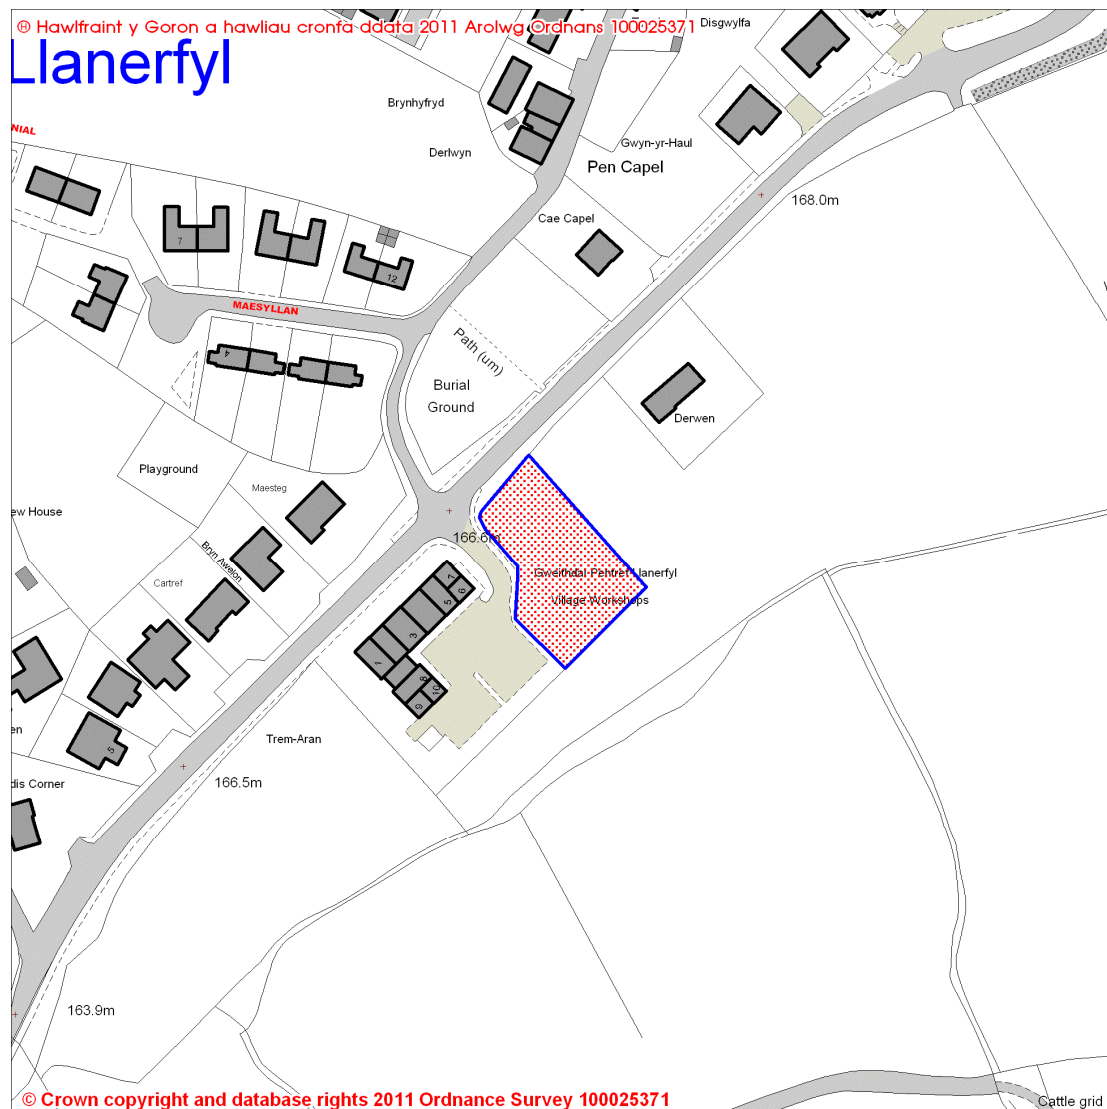 ® Hawlfraint y Goron a hawliau cronfa ddata 2011 Arolwg Ordnans 100025371
Llanerfyl
Disgwylfa
Brynhyfryd
NIAL
Derlwyn
Gwyn-yr-Haul
Pen Capel
168.0m
Cae Capel
7
12
MAESYLLAN
4
Path (um)
Burial
Ground
Derwen
Playground
Maesteg
ew House
166.6m
Bryn Awelon
Cartref
Gweithdai Pentref Llanerfyl
Village Workshops
7
6
5
3
1
8
10
9
Trem-Aran
en
5
166.5m
dis Corner
163.9m
© Crown copyright and database rights 2011 Ordnance Survey 100025371
Cattle grid